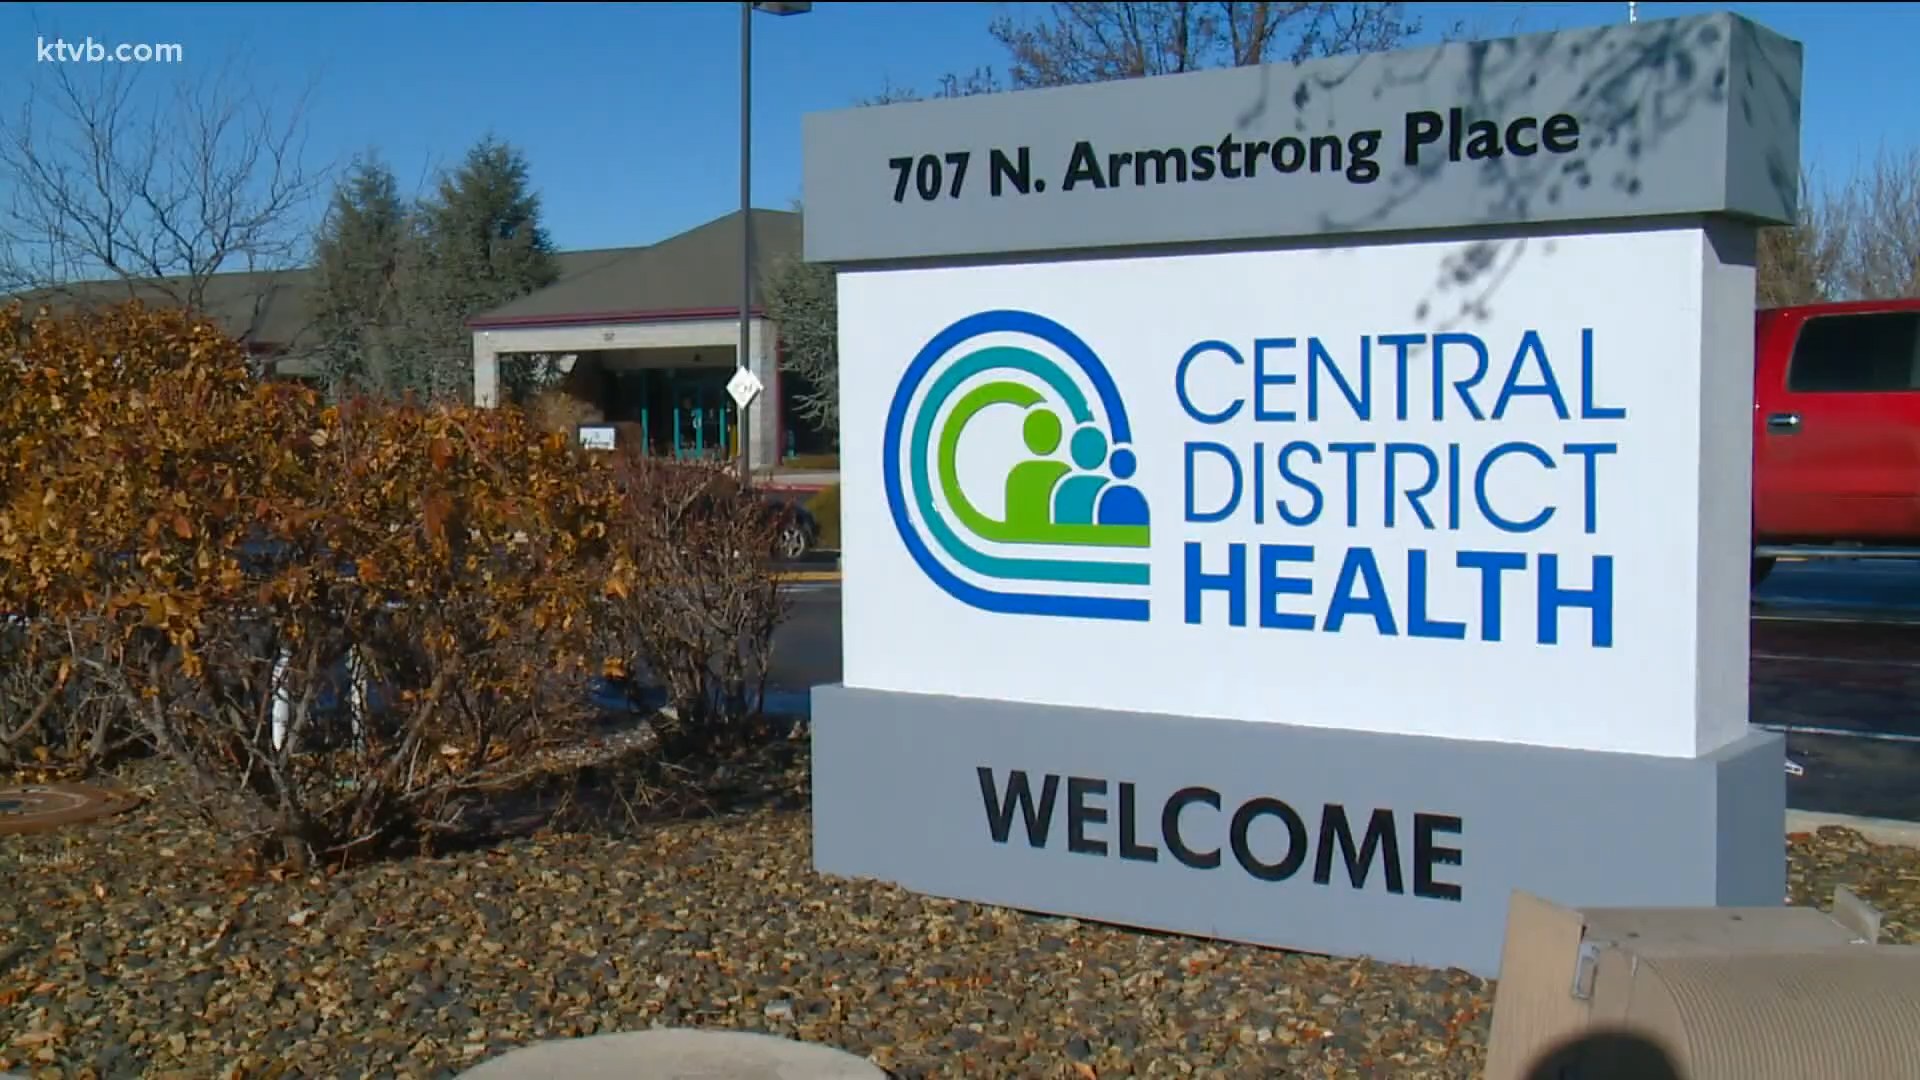 ktvb.com
707 N. Armstrong Place
CENTRAL
DISTRICT
HEALTH
WELCOME